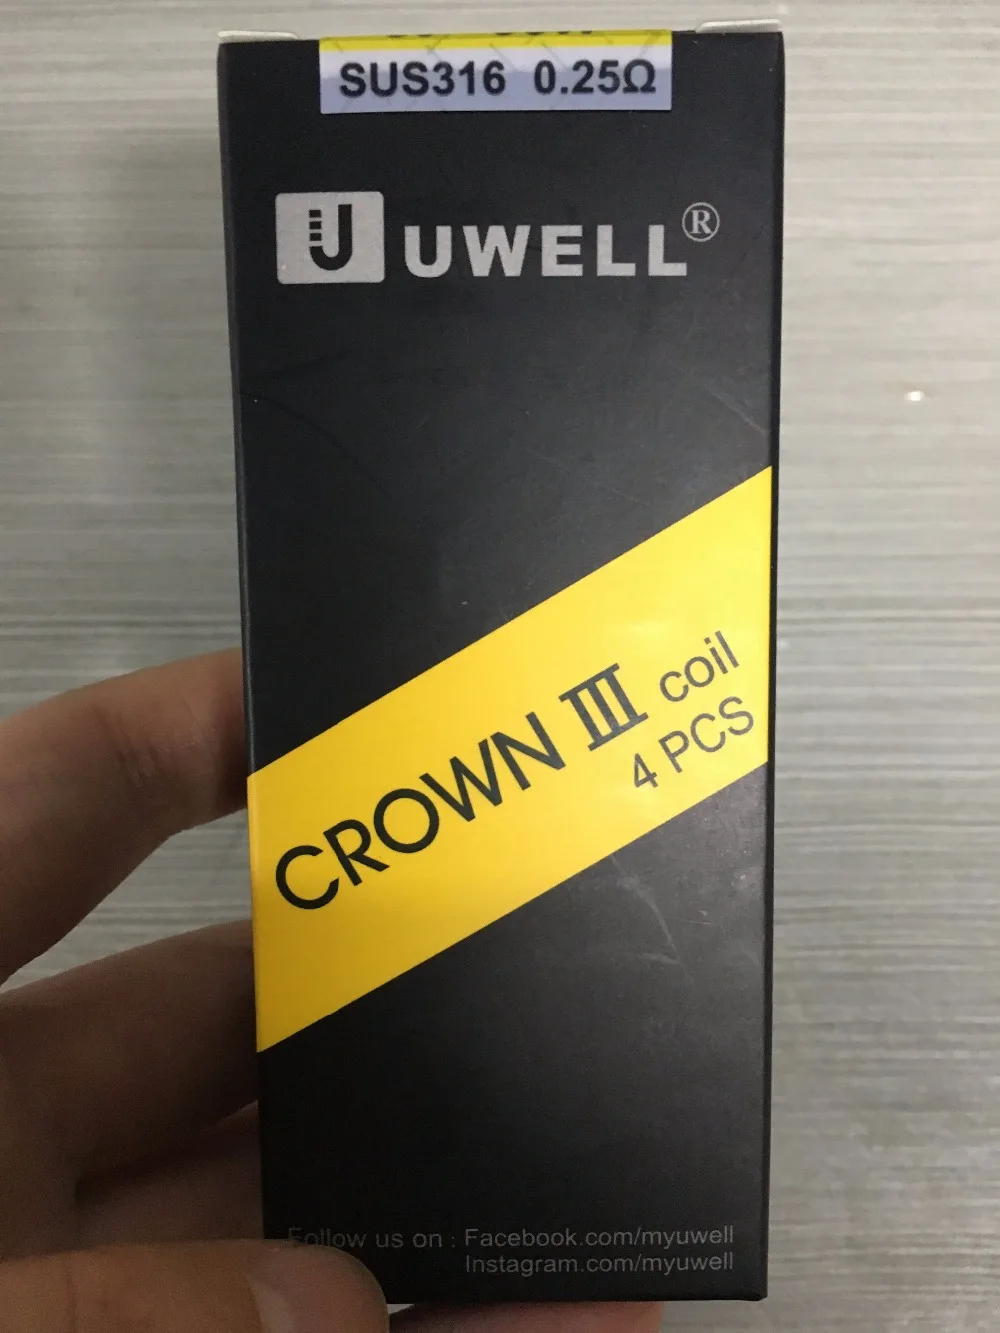 SUS316 0.25Ω
UWELL®
CROWN III coil
4 PCS
Follow us on : Facebook.com/myuwell
Instagram.com/myuwell